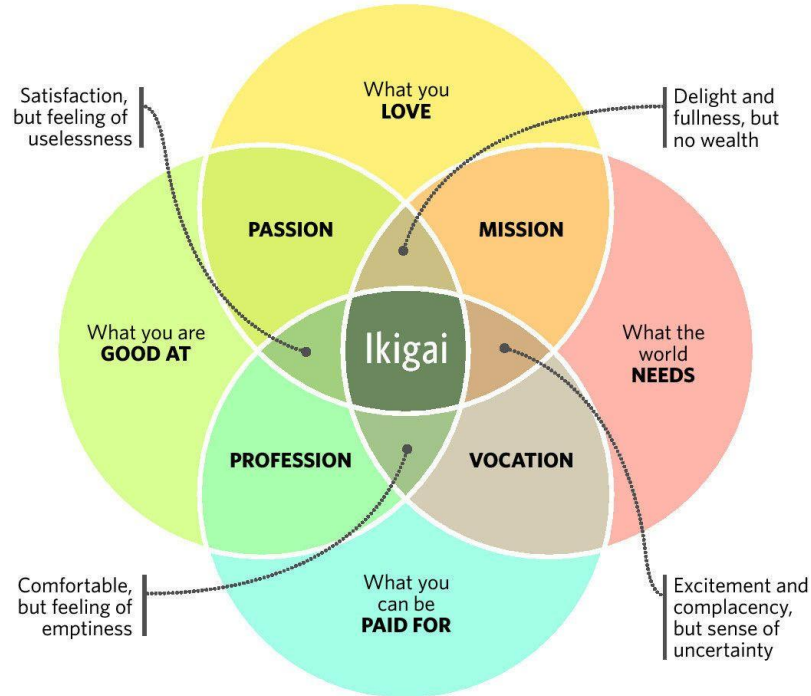 What you
LOVE
Satisfaction,
but feeling of
uselessness
Delight and
fullness, but
no wealth
PASSION
MISSION
What you are
GOOD AT
Ikigai
What the
world
NEEDS
PROFESSION
VOCATION
Comfortable,
but feeling of
emptiness
What you
can be
PAID FOR
Excitement and
complacency,
but sense of
uncertainty